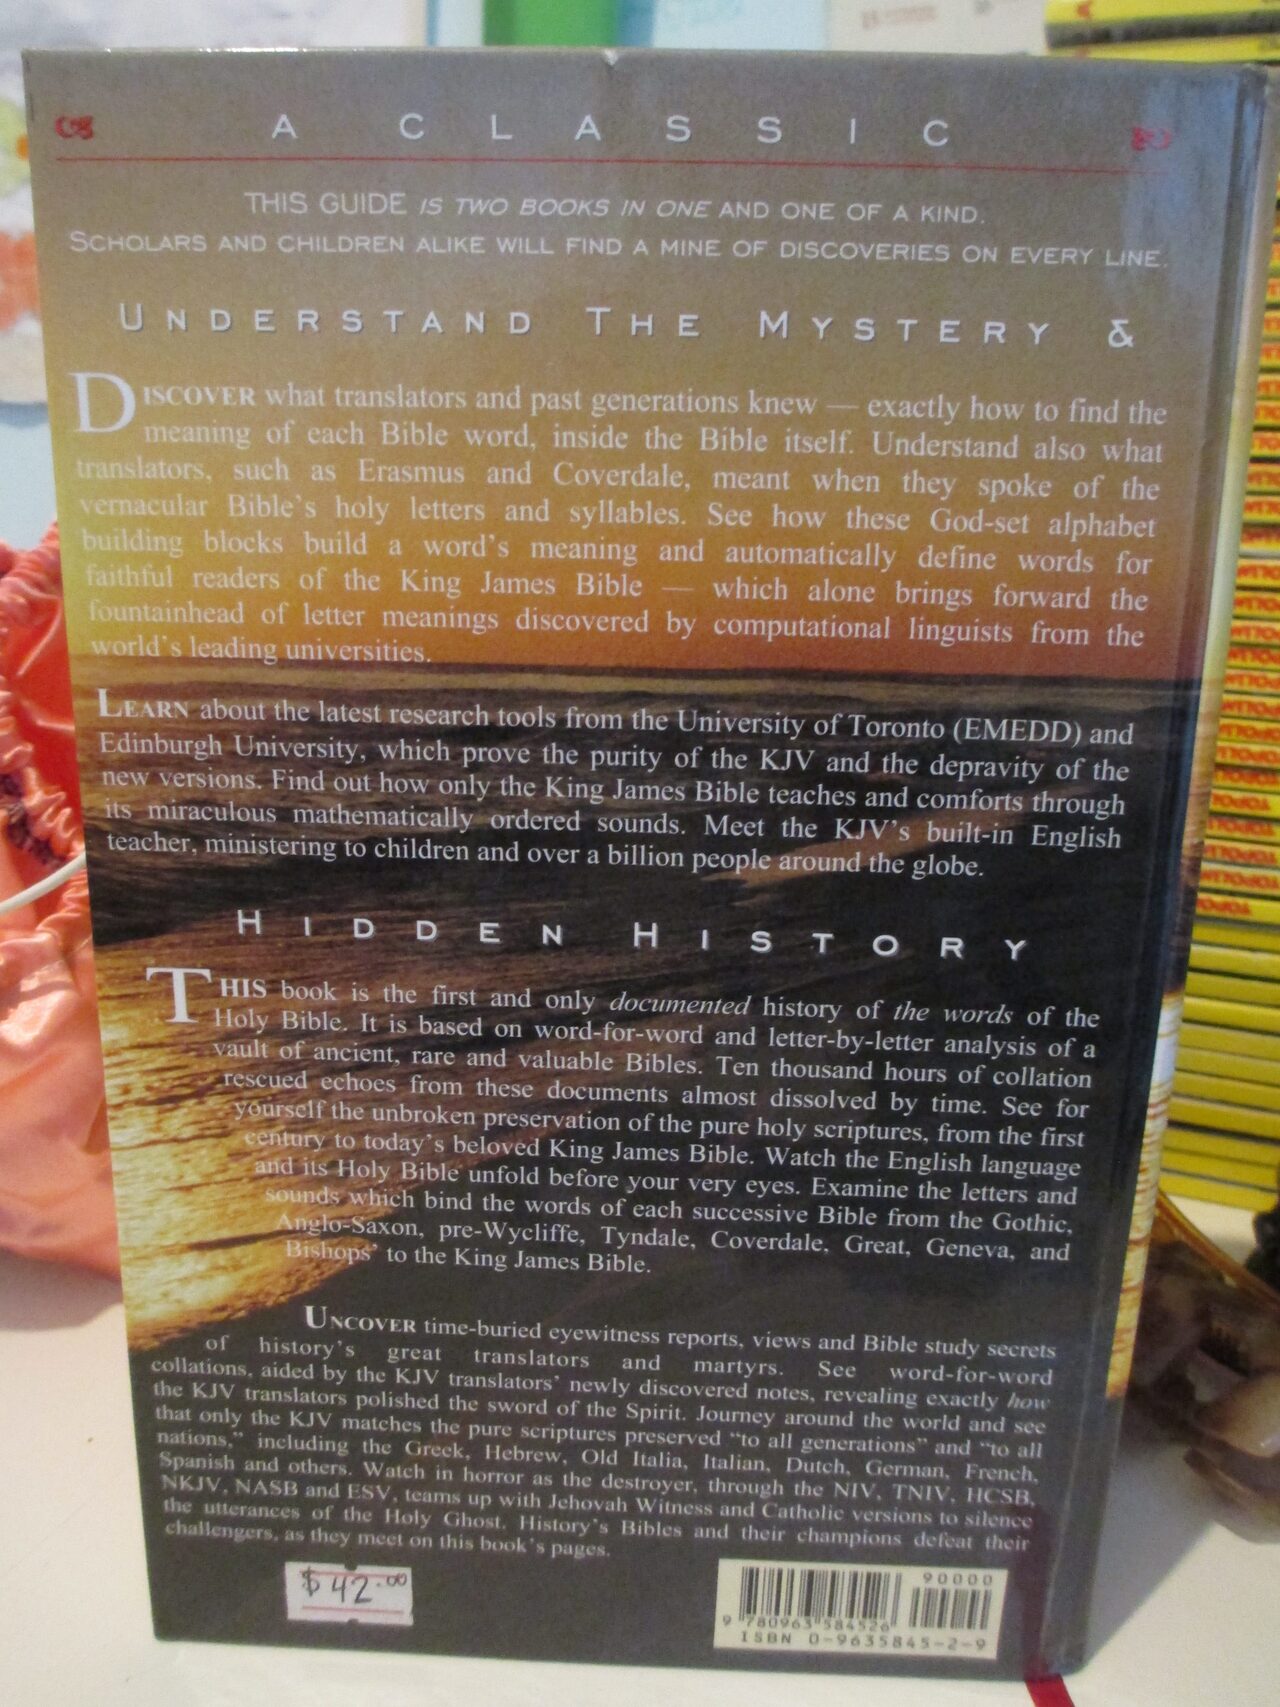 A CLASSIC
THIS GUIDE IS TWO BOOKS IN ONE AND ONE OF A KIND.
SCHOLARS AND CHILDREN ALIKE WILL FIND A MINE OF DISCOVERIES ON EVERY LINE.
UNDERSTAND THE MYSTERY &
DISCOVER what translators and past generations knew — exactly how to find the
meaning of each Bible word, inside the Bible itself. Understand also what
translators, such as Erasmus and Coverdale, meant when they spoke of the
vernacular Bible's holy letters and syllables. See how these God-set alphabet
building blocks build a word's meaning and automatically define words for
faithful readers of the King James Bible — which alone brings forward the
fountainhead of letter meanings discovered by computational linguists from the
world's leading universities.
LEARN about the latest research tools from the University of Toronto (EMEDD) and
Edinburgh University, which prove the purity of the KJV and the depravity of the
new versions. Find out how only the King James Bible teaches and comforts through
its miraculous mathematically ordered sounds. Meet the KJV's built-in English
teacher, ministering to children and over a billion people around the globe.
HIDDEN HISTORY
THIS book is the first and only documented history of the words of the
Holy Bible. It is based on word-for-word and letter-by-letter analysis of a
vault of ancient, rare and valuable Bibles. Ten thousand hours of collation
rescued echoes from these documents almost dissolved by time. See for
yourself the unbroken preservation of the pure holy scriptures, from the first
century to today's beloved King James Bible. Watch the English language
and its Holy Bible unfold before your very eyes. Examine the letters and
sounds which bind the words of each successive Bible from the Gothic,
Anglo-Saxon, pre-Wycliffe, Tyndale, Coverdale, Great, Geneva, and
Bishops' to the King James Bible.
UNCOVER time-buried eyewitness reports, views and Bible study secrets
of history's great translators and martyrs. See word-for-word
collations, aided by the KJV translators' newly discovered notes, revealing exactly how
the KJV translators polished the sword of the Spirit. Journey around the world and see
that only the KJV matches the pure scriptures preserved "to all generations" and "to all
nations," including the Greek, Hebrew, Old Italia, Italian, Dutch, German, French,
Spanish and others. Watch in horror as the destroyer, through the NIV, TNIV, HCSB,
NKJV, NASB and ESV, teams up with Jehovah Witness and Catholic versions to silence
the utterances of the Holy Ghost. History's Bibles and their champions defeat their
challengers, as they meet on this book's pages.
$42.00
90000
9 780963 584526
ISBN 0-9635845-2-9